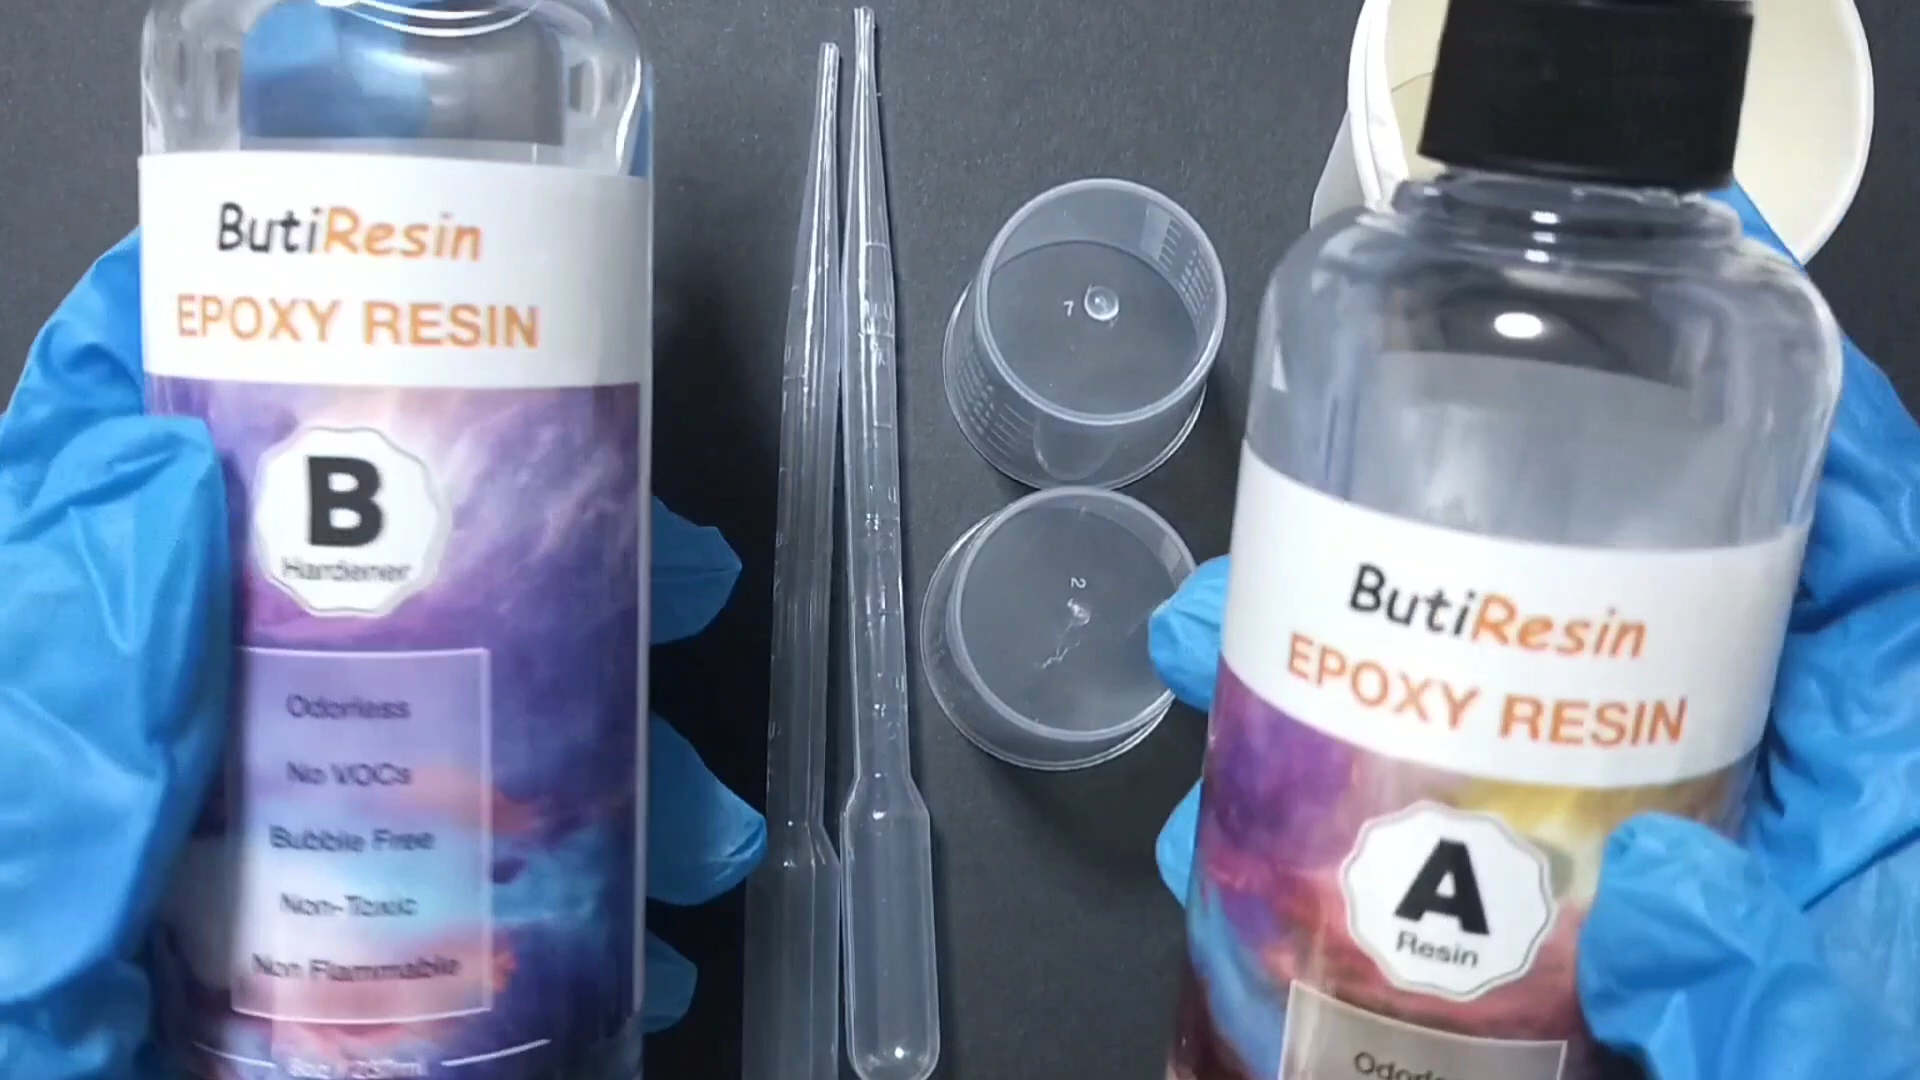 ButiResin
EPOXY RESIN
B
Hardener
Odorless
No VOCs
Bubble Free
Non-Toxic
Non Flammable
7
2
ButiResin
EPOXY RESIN
A
Resin